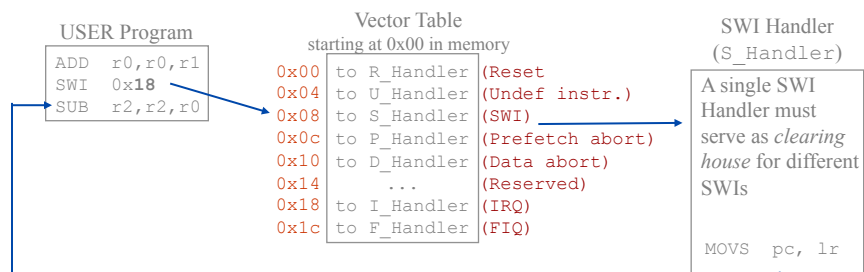 USER Program
ADD r0,r0,r1
SWI 0x18
SUB r2,r2,r0
Vector Table
starting at 0x00 in memory
0x00 to R_Handler (Reset
0x04 to U_Handler (Undef instr.)
0x08 to S_Handler (SWI)
0x0c to P_Handler (Prefetch abort)
0x10 to D_Handler (Data abort)
0x14 ... (Reserved)
0x18 to I_Handler (IRQ)
0x1c to F_Handler (FIQ)
SWI Handler
(S_Handler)
A single SWI
Handler must
serve as clearing
house for different
SWIs
MOVS pc, lr